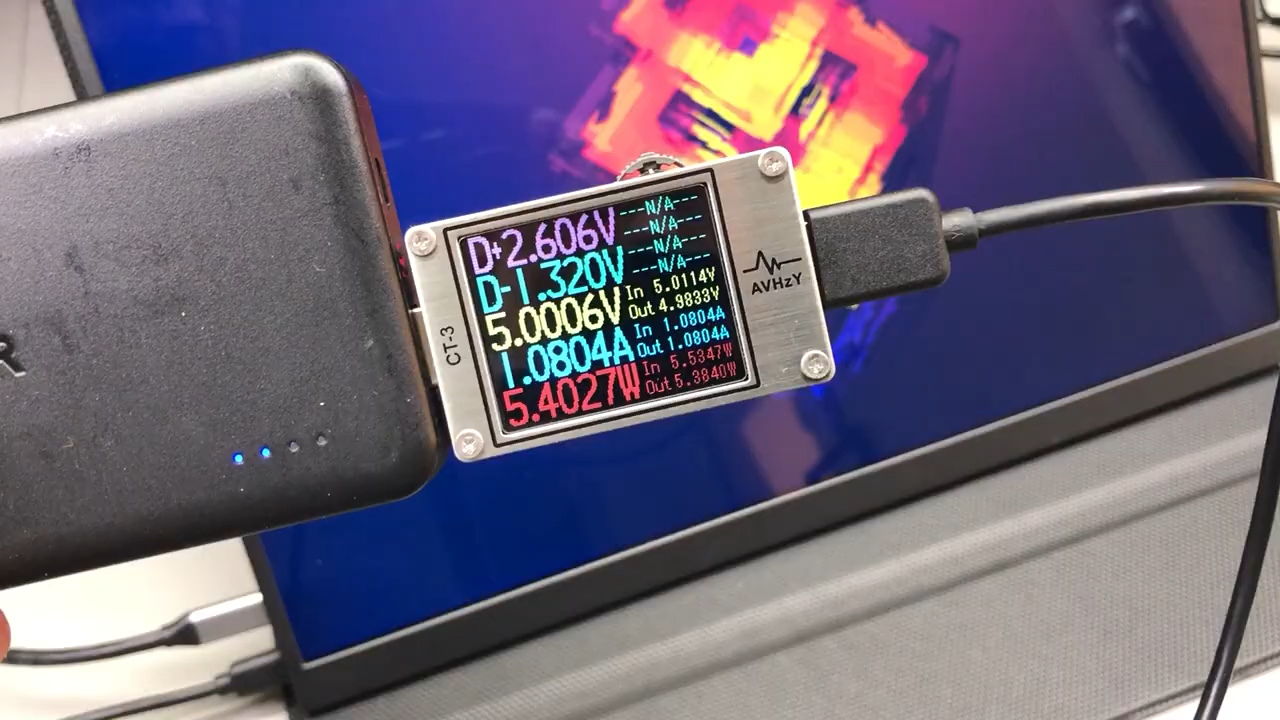 R
CT-3
D+2.606V
D-1.320V
5.0006V
1.0804A
5.4027W
---N/A---
---N/A---
---N/A---
---N/A---
In 5.0114V
Out 4.9833V
In 1.0804A
Out 1.0804A
In 5.5347W
Out 5.3840W
AVHzY